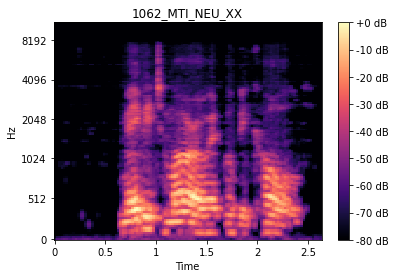 1062_MTI_NEU_XX
Hz
8192
4096
2048
1024
512
0
0 0.5 1 1.5 2 2.5
Time
+0 dB
-10 dB
-20 dB
-30 dB
-40 dB
-50 dB
-60 dB
-70 dB
-80 dB